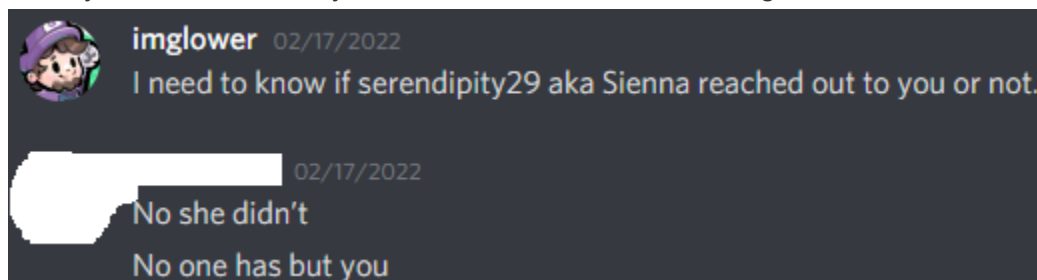 imglower 02/17/2022
I need to know if serendipity29 aka Sienna reached out to you or not.
02/17/2022
No she didn't
No one has but you